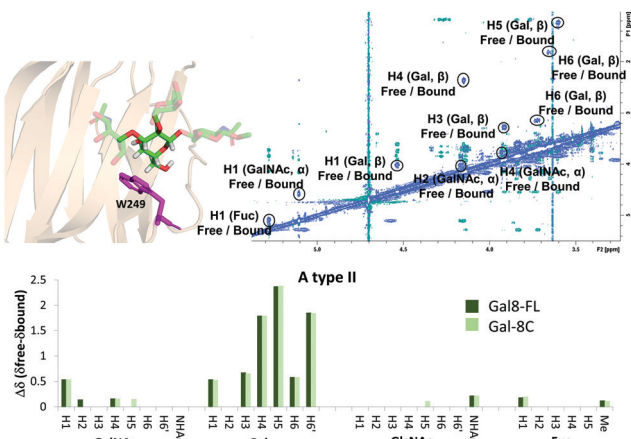 F1 [ppm]
H5 (Gal, β)
Free / Bound
H6 (Gal, β)
Free / Bound
H4 (Gal, β)
Free / Bound
H6 (Gal, β)
Free / Bound
H3 (Gal, β)
Free / Bound
H1 (GalNAc, α)
Free / Bound
H1 (Gal, β)
Free / Bound
H2 (GalNAc, α)
Free / Bound
H4 (GalNAc, α)
Free / Bound
H1 (Fuc)
Free / Bound
W249
2
3
4
5
5.0
4.5
4.0
3.5
F2 [ppm]
A type II
Gal8-FL
Gal-8C
Δδ (δfree-δbound)
2.5
2
1.5
1
0.5
0
H1 H2 H3 H4 H5 H6 H6' NHAc H1 H2 H3 H4 H5 H6 H6' H1 H2 H3 H4 H5 H6 H6' NHAc H1 H2 H3 H4 H5 Me